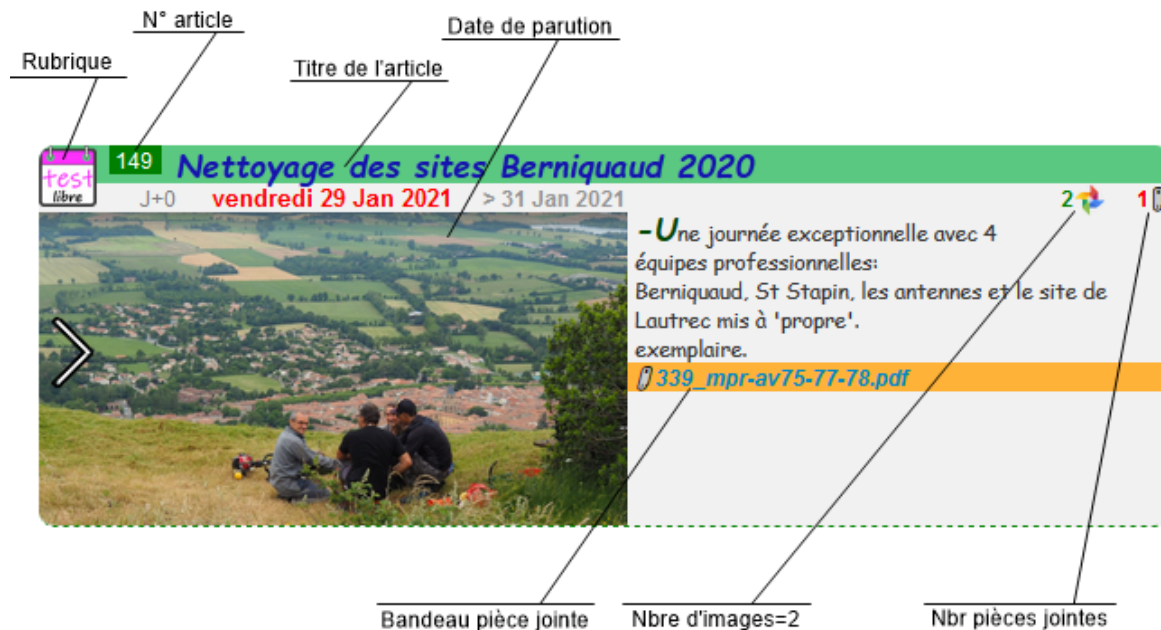 N° article
Date de parution
Rubrique
Titre de l'article
test
libre
149
Nettoyage des sites Berniquaud 2020
J+0 vendredi 29 Jan 2021 > 31 Jan 2021 2 1
-Une journée exceptionnelle avec 4
équipes professionnelles:
Berniquaud, St Stapin, les antennes et le site de
Lautrec mis à 'propre'.
exemplaire.
339_mpr-av75-77-78.pdf
Bandeau pièce jointe
Nbre d'images=2
Nbr pièces jointes